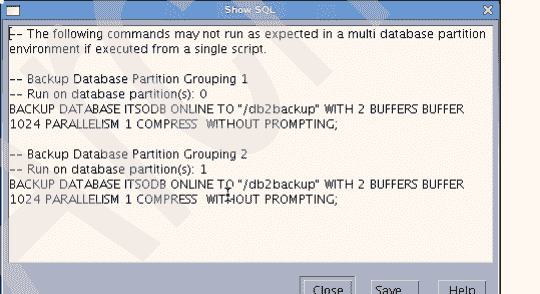 Show SQL
-- The following commands may not run as expected in a multi database partition
environment if executed from a single script.
-- Backup Database Partition Grouping 1
-- Run on database partition(s): 0
BACKUP DATABASE ITSODB ONLINE TO "/db2backup" WITH 2 BUFFERS BUFFER
1024 PARALLELISM 1 COMPRESS  WITHOUT PROMPTING;
-- Backup Database Partition Grouping 2
-- Run on database partition(s): 1
BACKUP DATABASE ITSODB ONLINE TO "/db2backup" WITH 2 BUFFERS BUFFER
1024 PARALLELISM 1 COMPRESS  WITHOUT PROMPTING;
Close Save... Help